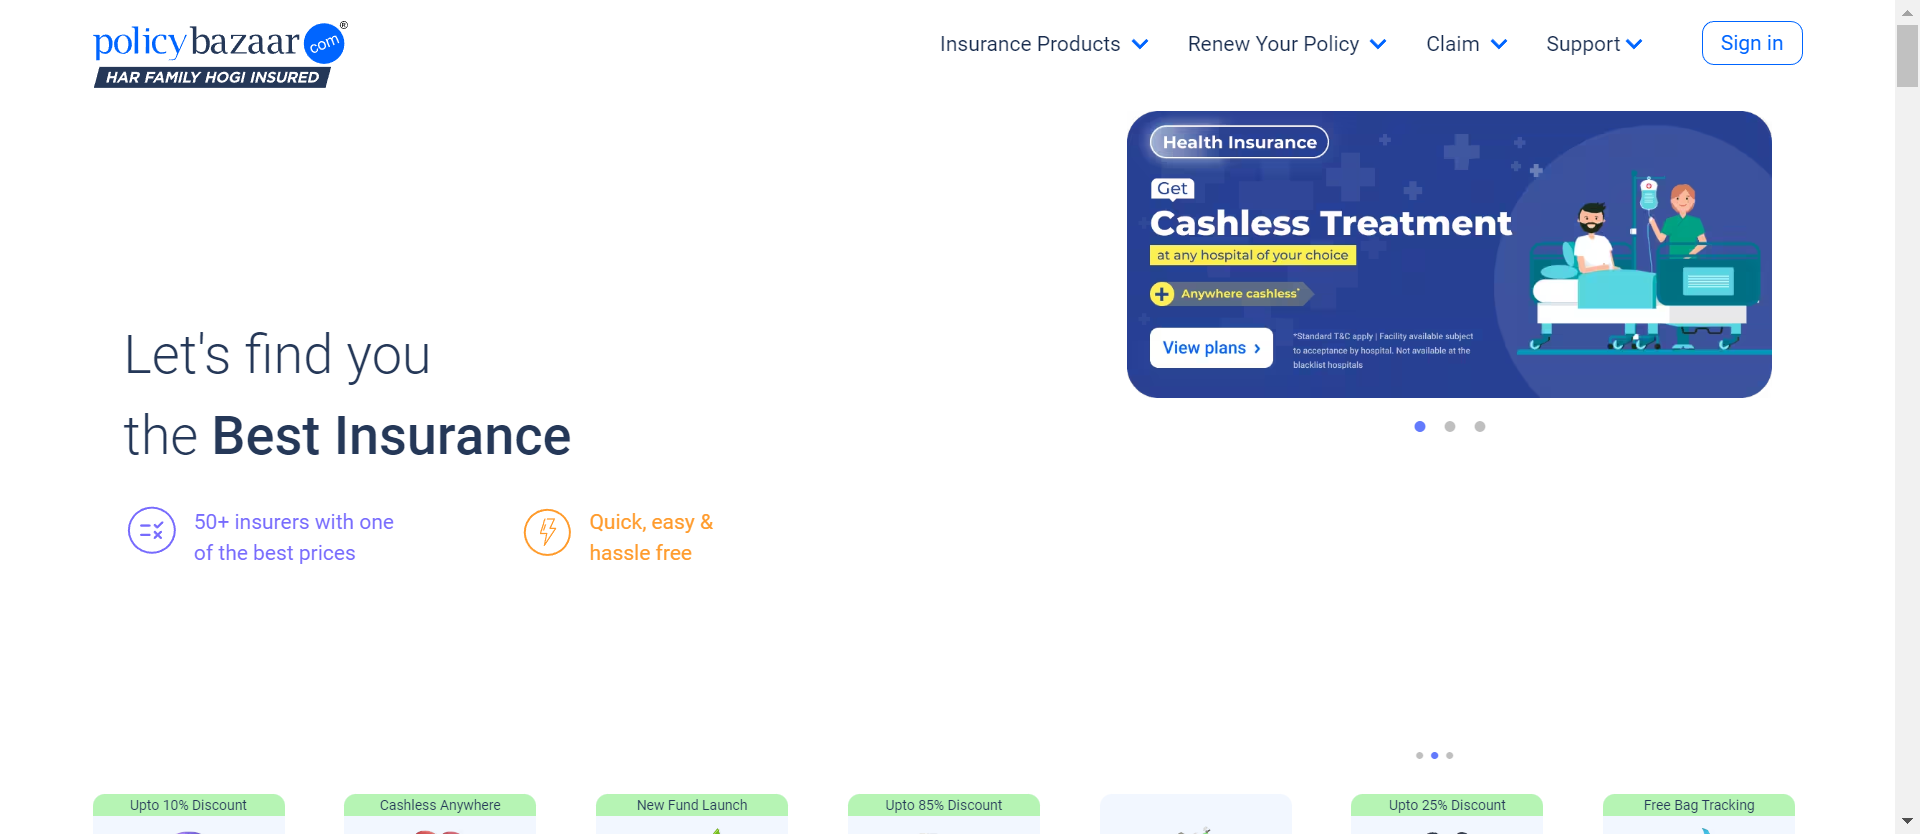 policybazaar com ®
HAR FAMILY HOGI INSURED
Insurance Products
Renew Your Policy
Claim
Support
Sign in
Health Insurance
Get
Cashless Treatment
at any hospital of your choice
Anywhere cashless*
View plans
*Standard T&C apply | Facility available subject
to acceptance by hospital. Not available at the
blacklist hospitals
Let's find you
the Best Insurance
50+ insurers with one
of the best prices
Quick, easy &
hassle free
Upto 10% Discount
Cashless Anywhere
New Fund Launch
Upto 85% Discount
Upto 25% Discount
Free Bag Tracking